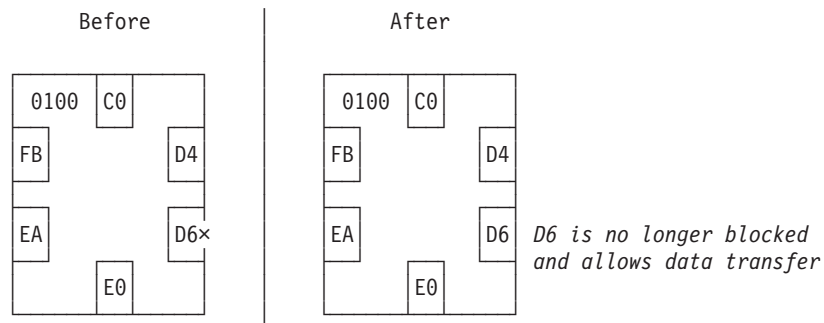 Before After
0100 C0 0100 C0
FB D4 FB D4
EA D6× EA D6 D6 is no longer blocked
and allows data transfer
E0 E0